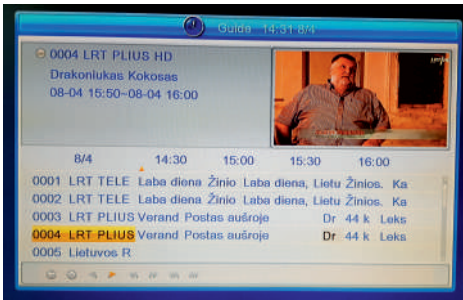 Guide 14:31 8/4
0004 LRT PLIUS HD
Drakoniukas Kokosas
08-04 15:50~08-04 16:00
8/4 14:30 15:00 15:30 16:00
0001 LRT TELE Laba diena Žinio Laba diena, Lietu Žinios. Ka
0002 LRT TELE Laba diena Žinio Laba diena, Lietu Žinios. Ka
0003 LRT PLIUS Verand Postas aušroje Dr 44 k Leks
0004 LRT PLIUS Verand Postas aušroje Dr 44 k Leks
0005 Lietuvos R